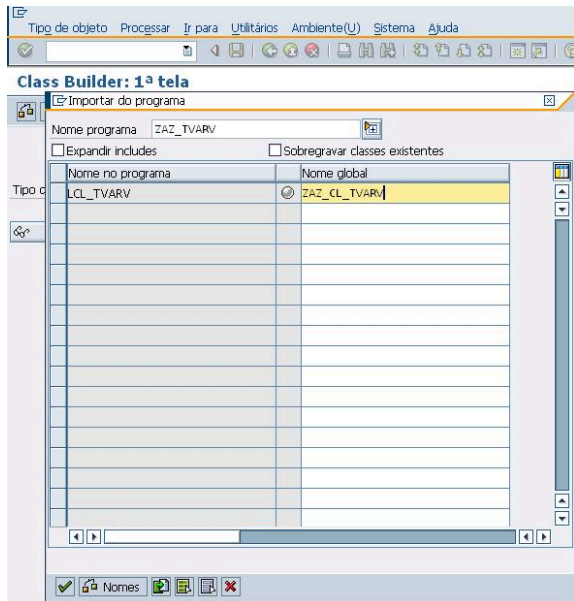 Tipo de objeto Processar Ir para Utilitários Ambiente(U) Sistema Ajuda
Class Builder: 1ª tela
Importar do programa
Nome programa ZAZ_TVARV
Expandir includes Sobregravar classes existentes
Nome no programa Nome global
LCL_TVARV ZAZ_CL_TVARV
Tipo
Nomes